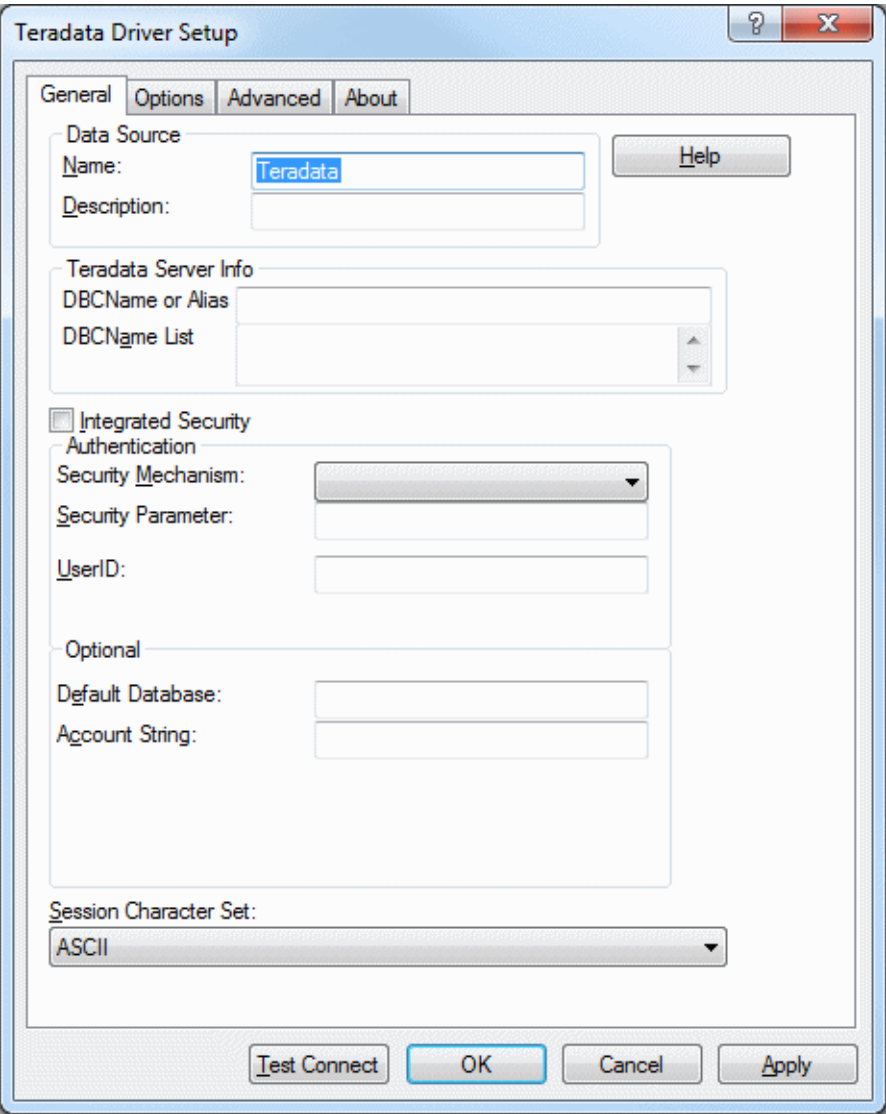 Teradata Driver Setup
General Options Advanced About
Data Source
Name: Teradata
Help
Description:
Teradata Server Info
DBCName or Alias
DBCName List
Integrated Security
Authentication
Security Mechanism:
Security Parameter:
UserID:
Optional
Default Database:
Account String:
Session Character Set:
ASCII
Test Connect OK Cancel Apply